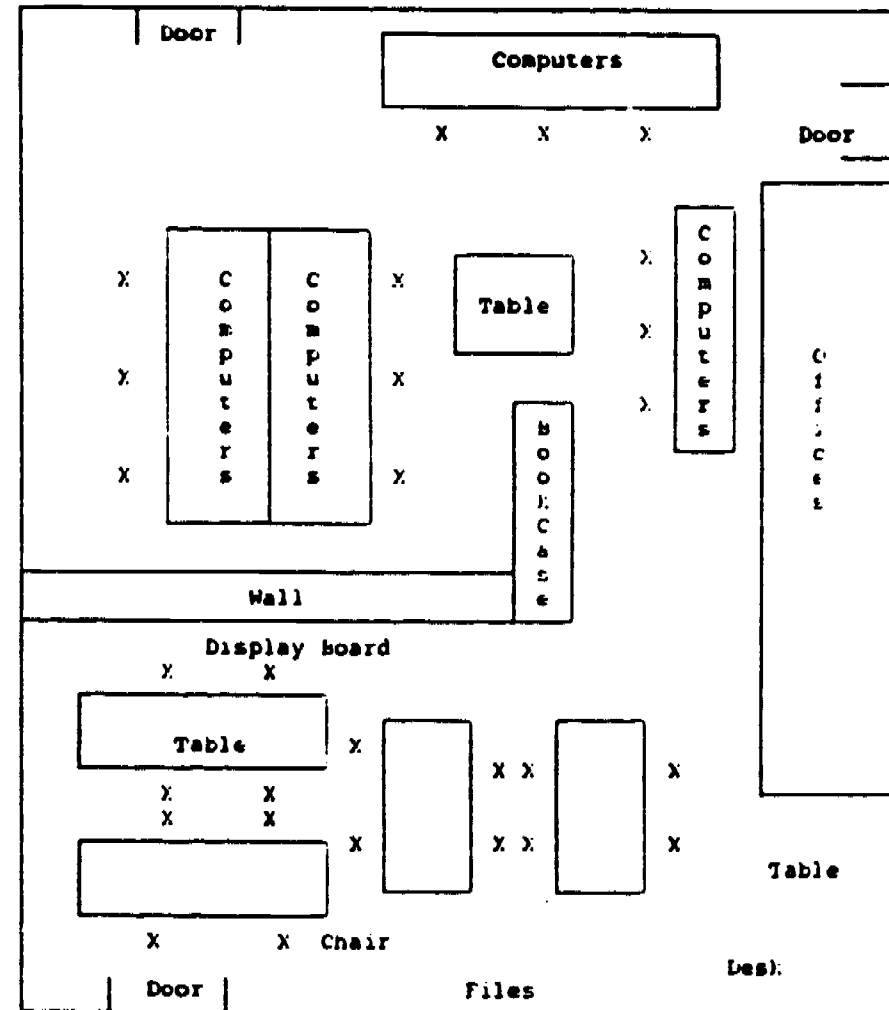 Door
Computers
X X X
Door
Computers
Computers
X
X
X
X
X
X
Table
X
X
X
Computers
Offices
Bookcase
Wall
Display Board
X X
Table
X X
X X
X
X
X X
X X
X
X
Table
X X Chair
Desk
Door
Files